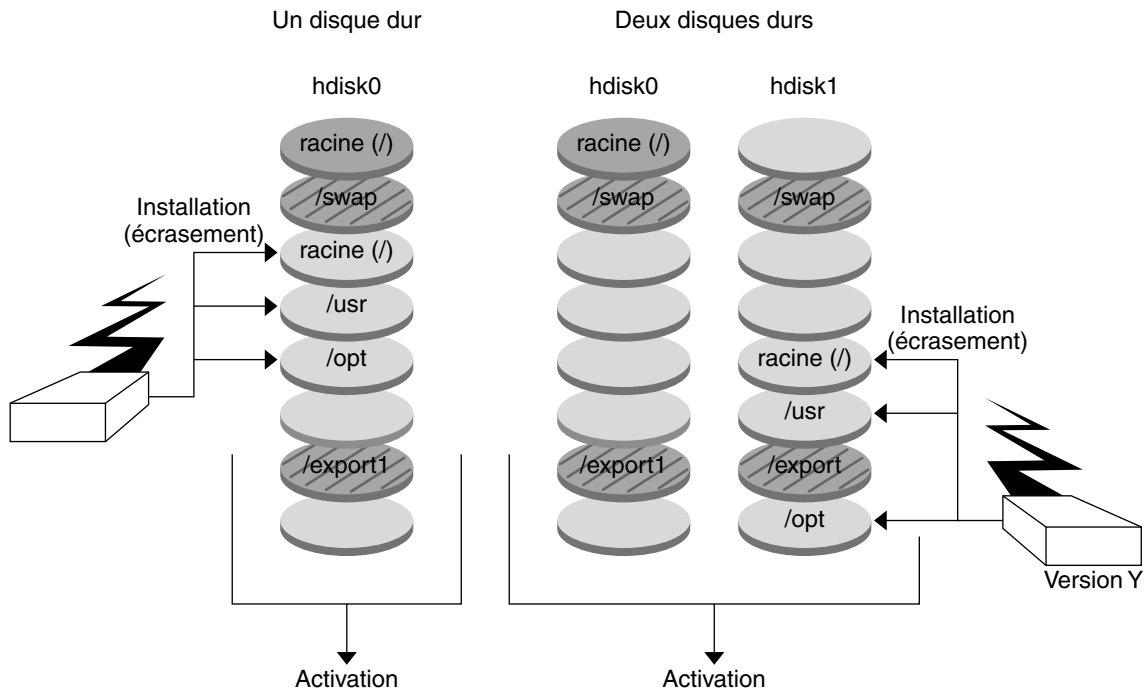 Un disque dur
Deux disques durs
hdisk0
hdisk0
hdisk1
racine (/)
racine (/)
/swap
/swap
/swap
Installation
(écrasement)
racine (/)
/usr
Installation
(écrasement)
/opt
racine (/)
/usr
/export1
/export1
/export
/opt
Version Y
Activation
Activation